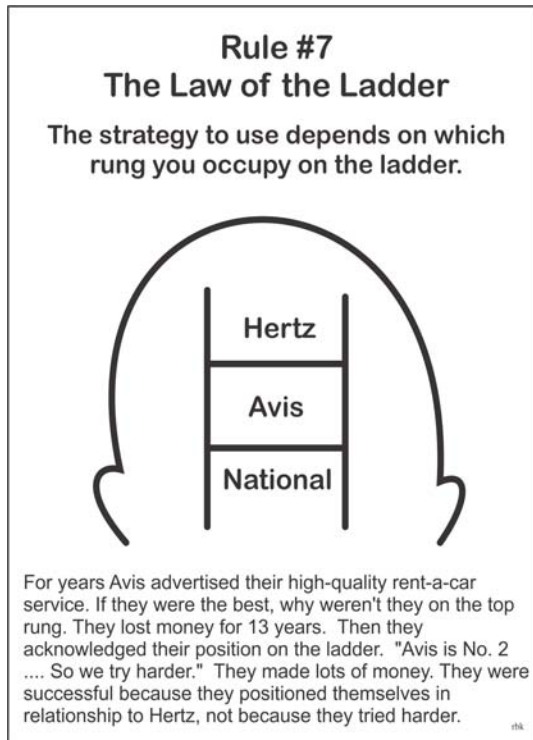 Rule #7
The Law of the Ladder
The strategy to use depends on which
rung you occupy on the ladder.
Hertz
Avis
National
For years Avis advertised their high-quality rent-a-car
service. If they were the best, why weren't they on the top
rung. They lost money for 13 years.  Then they
acknowledged their position on the ladder.  "Avis is No. 2
.... So we try harder."  They made lots of money. They were
successful because they positioned themselves in
relationship to Hertz, not because they tried harder.
rhk